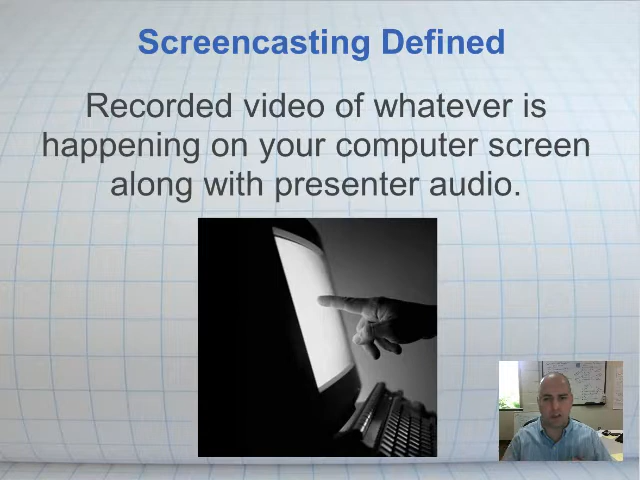 Screencasting Defined
Recorded video of whatever is
happening on your computer screen
along with presenter audio.